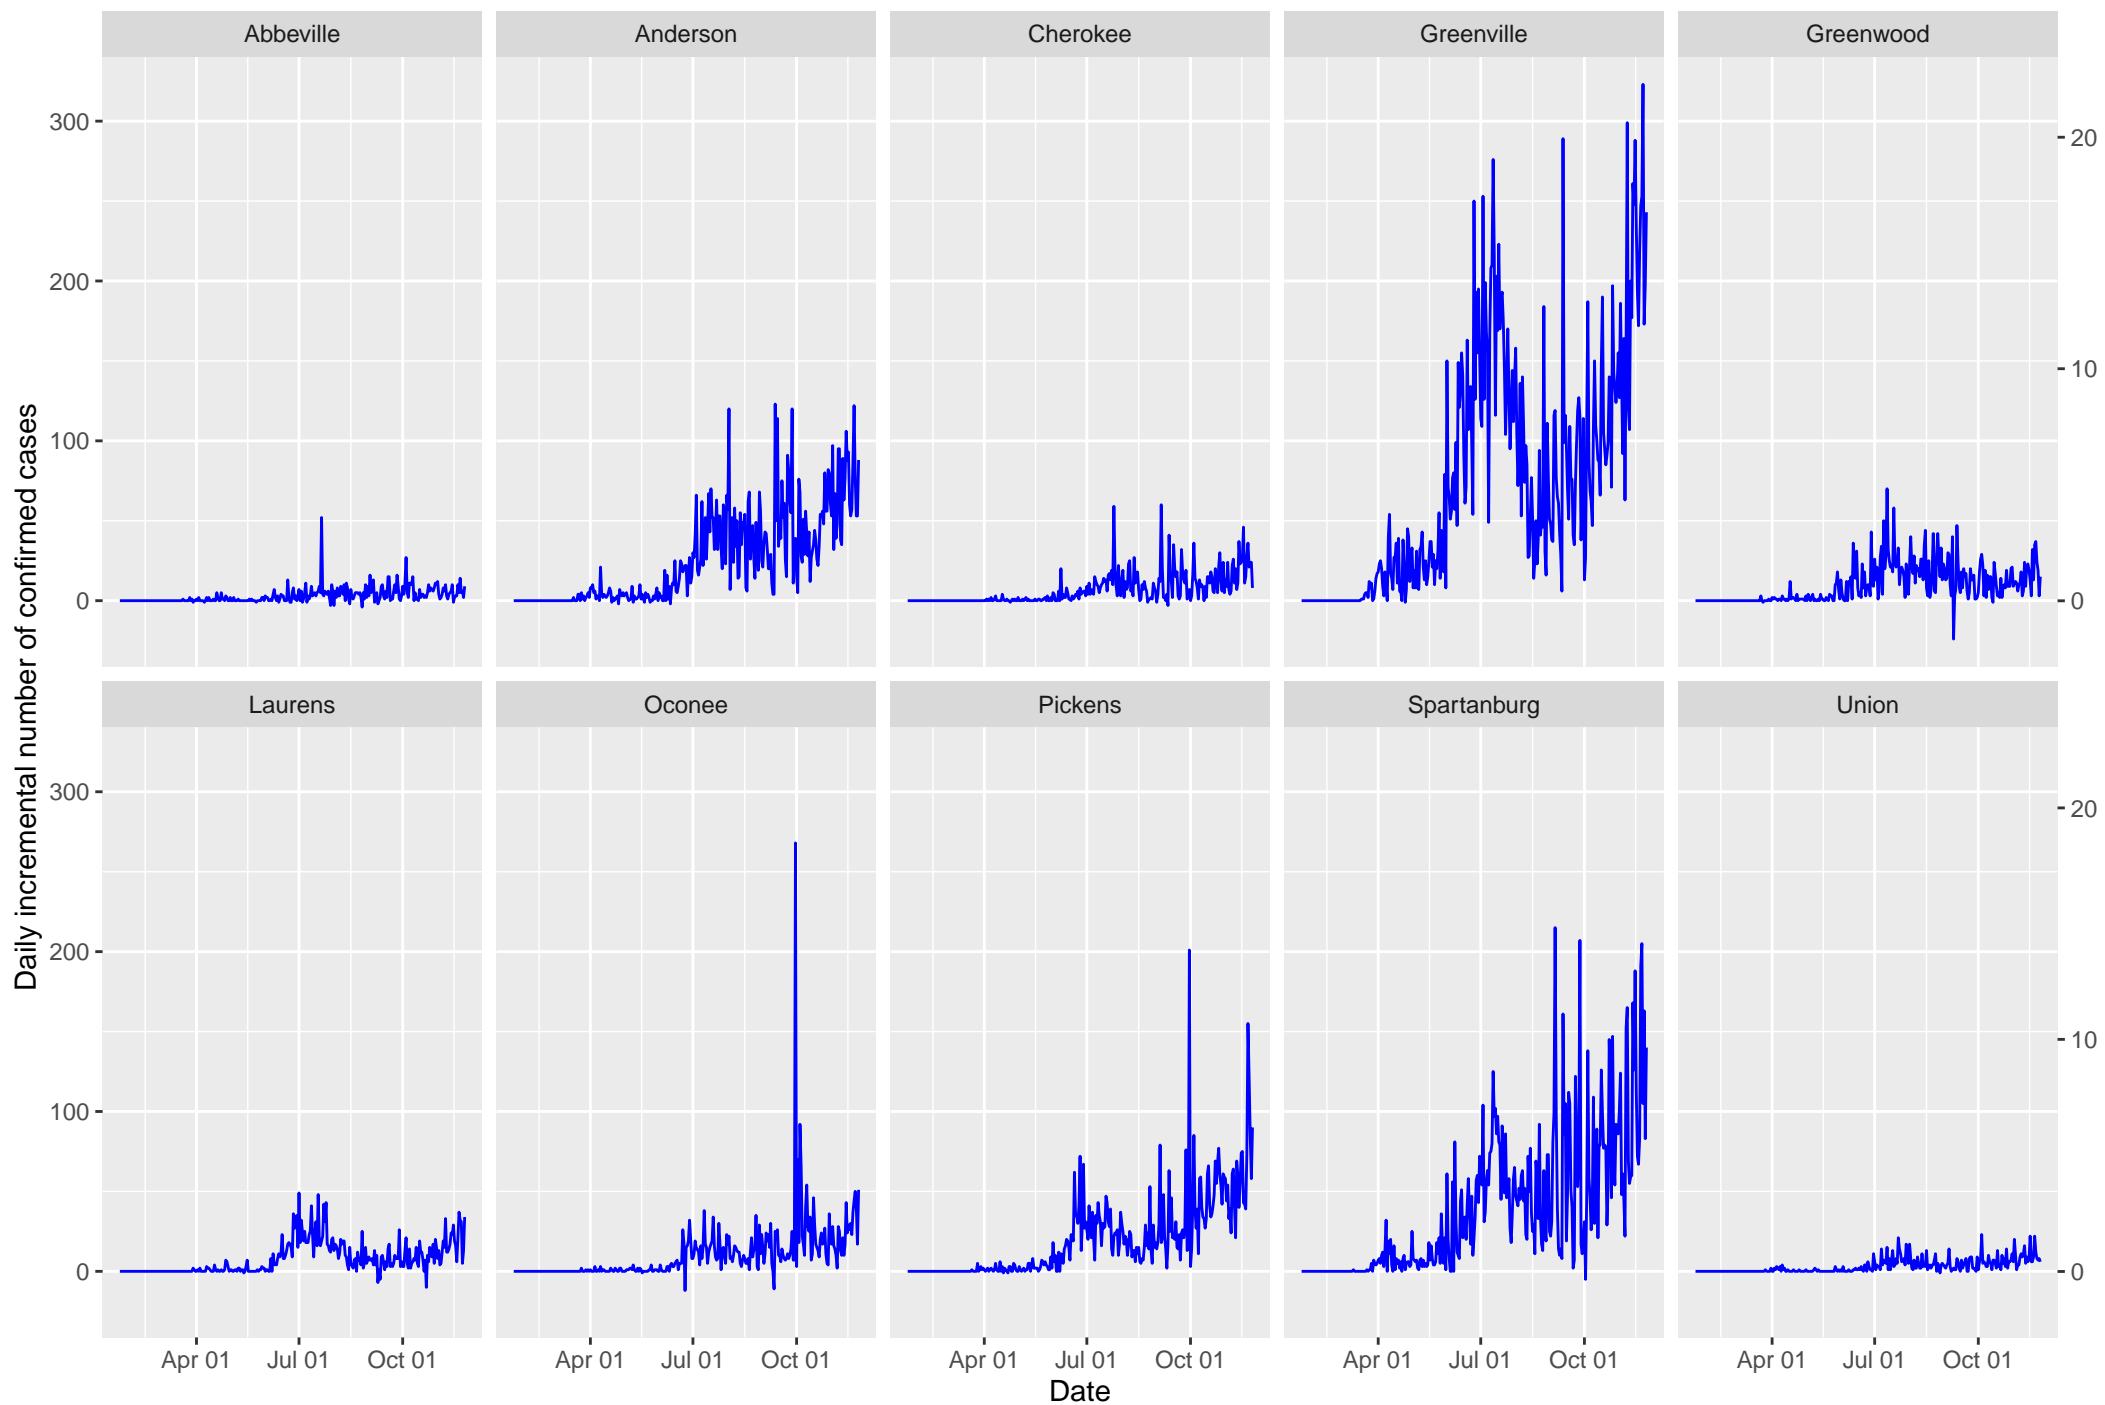 Abbeville Anderson Cherokee Greenville Greenwood
300
200
100
0
20
10
0
Daily incremental number of confirmed cases
Laurens Oconee Pickens Spartanburg Union
300
200
100
0
20
10
0
Apr 01 Jul 01 Oct 01 Apr 01 Jul 01 Oct 01 Apr 01 Jul 01 Oct 01 Apr 01 Jul 01 Oct 01 Apr 01 Jul 01 Oct 01
Date